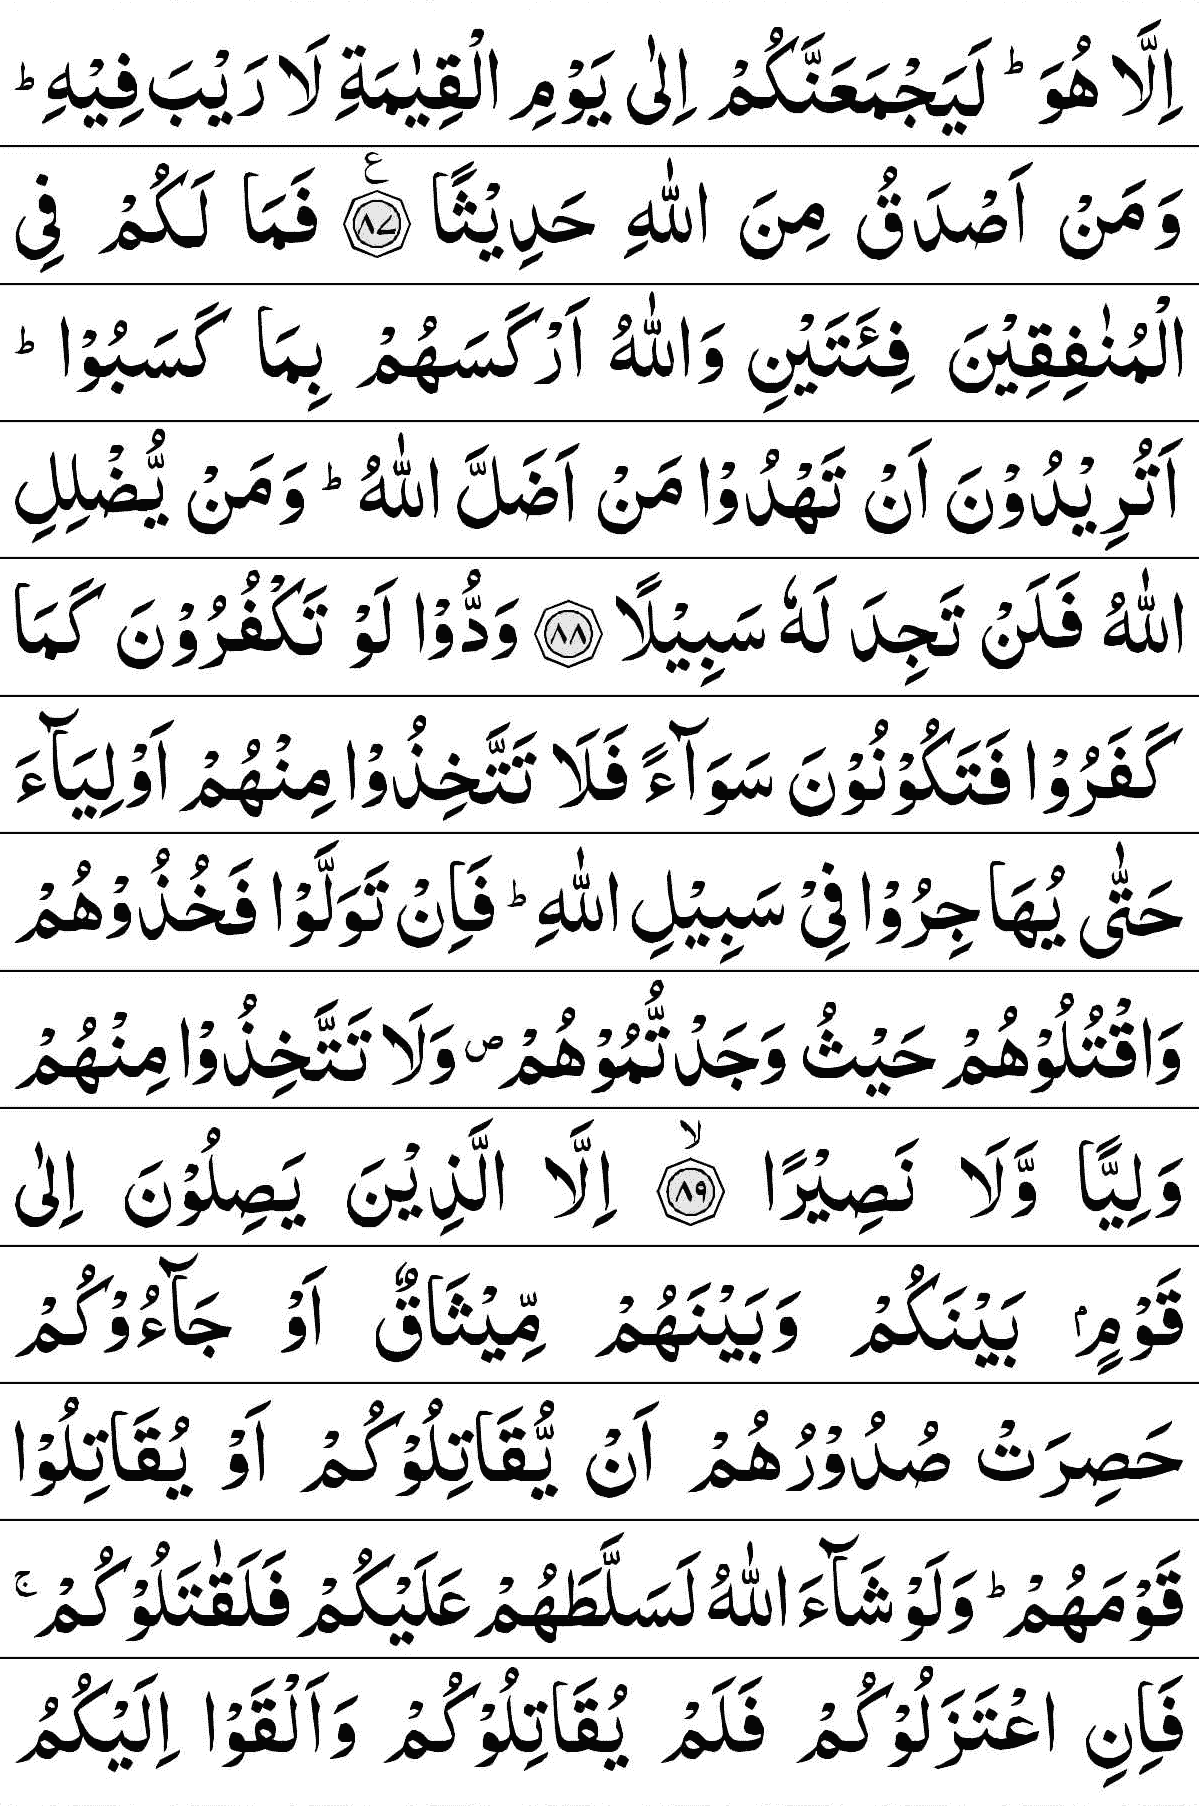 اِلَّا هُوَ ؕ لَيَجْمَعَنَّكُمْ اِلٰى يَوْمِ الْقِيٰمَةِ لَا رَيْبَ فِيْهِ ؕ
وَمَنْ اَصْدَقُ مِنَ اللّٰهِ حَدِيْثًا ع ۸۷ فَمَا لَكُمْ فِي
الْمُنٰفِقِيْنَ فِئَتَيْنِ وَاللّٰهُ اَرْكَسَهُمْ بِمَا كَسَبُوْا ؕ
اَتُرِيْدُوْنَ اَنْ تَهْدُوْا مَنْ اَضَلَّ اللّٰهُ ؕ وَمَنْ يُّضْلِلِ
اللّٰهُ فَلَنْ تَجِدَ لَهٗ سَبِيْلًا ۸۸ وَدُّوْا لَوْ تَكْفُرُوْنَ كَمَا
كَفَرُوْا فَتَكُوْنُوْنَ سَوَآءً فَلَا تَتَّخِذُوْا مِنْهُمْ اَوْلِيَآءَ
حَتّٰى يُهَاجِرُوْا فِيْ سَبِيْلِ اللّٰهِ ؕ فَاِنْ تَوَلَّوْا فَخُذُوْهُمْ
وَاقْتُلُوْهُمْ حَيْثُ وَجَدْتُّمُوْهُمْ ص وَلَا تَتَّخِذُوْا مِنْهُمْ
وَلِيًّا وَّلَا نَصِيْرًا ۙ ۸۹ اِلَّا الَّذِيْنَ يَصِلُوْنَ اِلٰى
قَوْمٍۭ بَيْنَكُمْ وَبَيْنَهُمْ مِّيْثَاقٌ اَوْ جَآءُوْكُمْ
حَصِرَتْ صُدُوْرُهُمْ اَنْ يُّقَاتِلُوْكُمْ اَوْ يُقَاتِلُوْا
قَوْمَهُمْ ؕ وَلَوْ شَآءَ اللّٰهُ لَسَلَّطَهُمْ عَلَيْكُمْ فَلَقٰتَلُوْكُمْ ۚ
فَاِنِ اعْتَزَلُوْكُمْ فَلَمْ يُقَاتِلُوْكُمْ وَاَلْقَوْا اِلَيْكُمُ